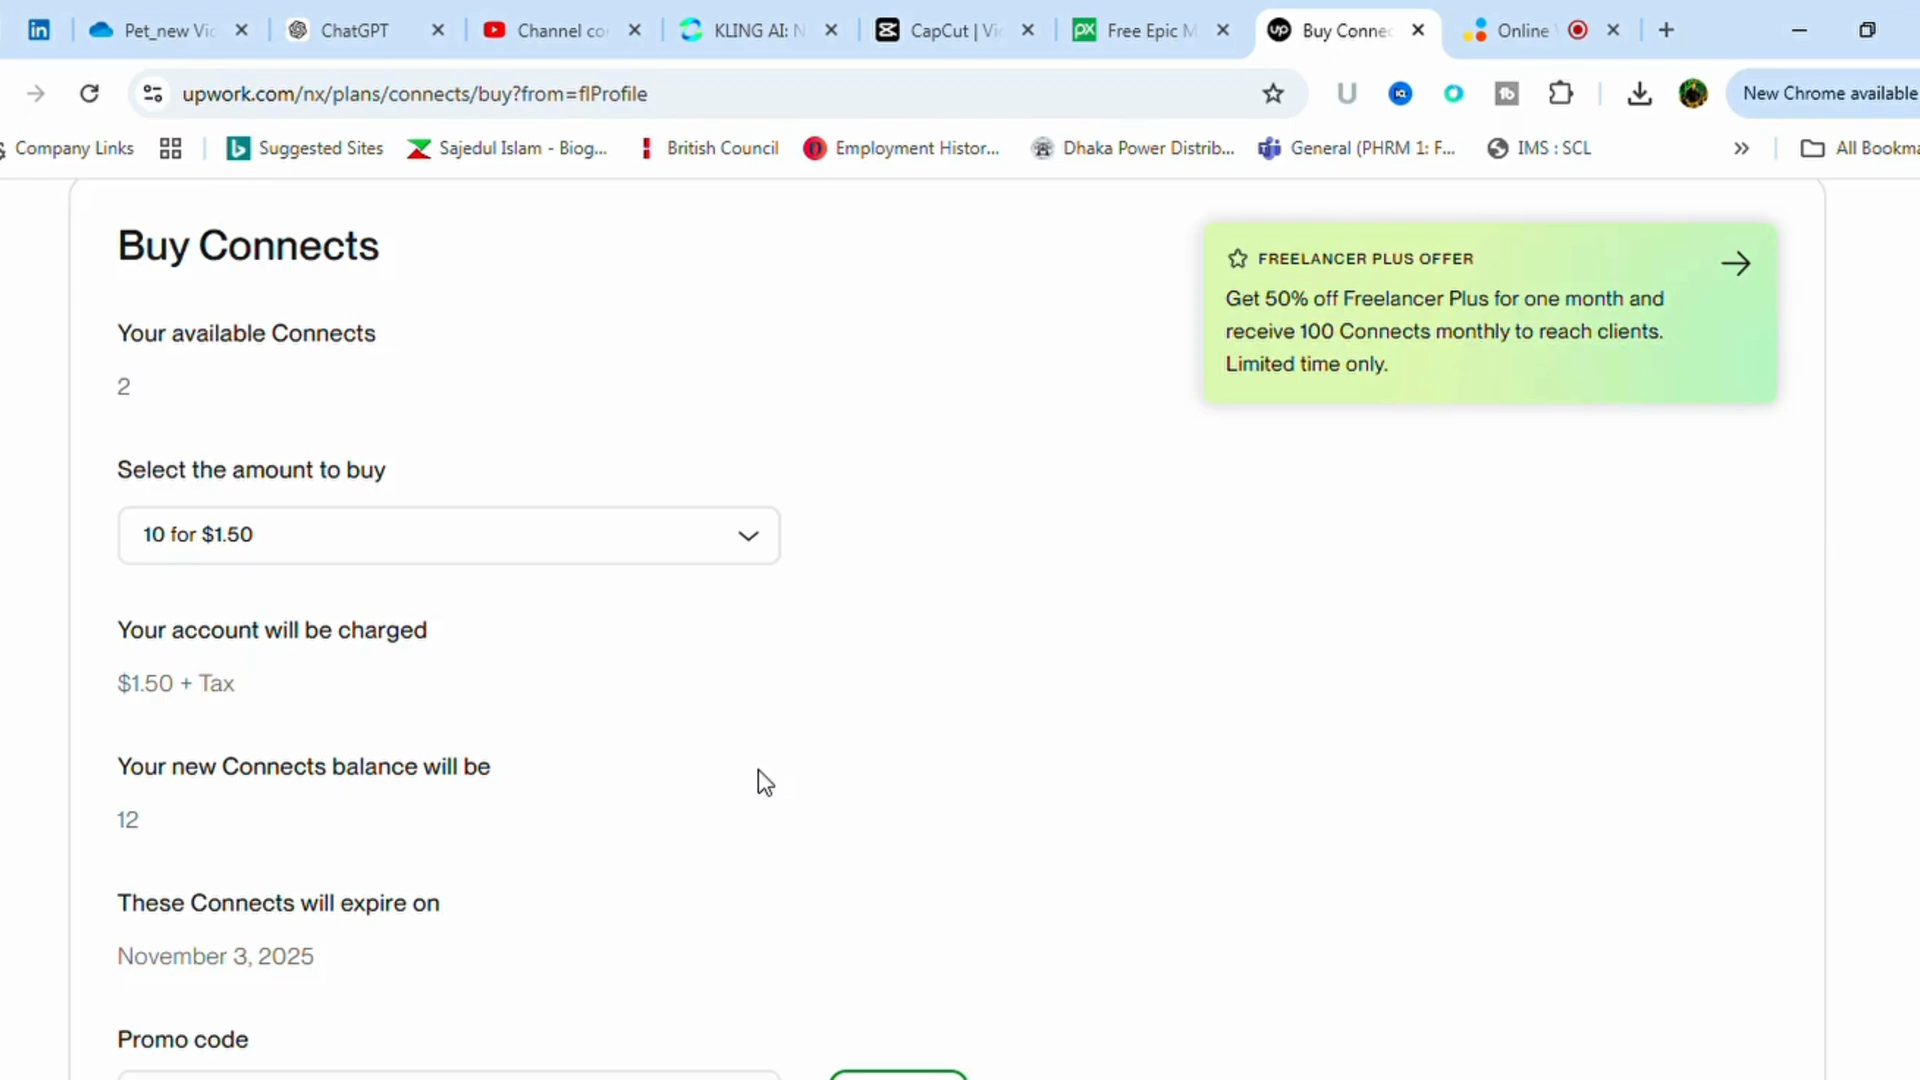 Pet_new Vic
ChatGPT
Channel co
KLING AI: N
CapCut | Vi
Free Epic M
Buy Connec
Online
upwork.com/nx/plans/connects/buy?from=flProfile
New Chrome available
Company Links
Suggested Sites
Sajedul Islam - Biog...
British Council
Employment Histor...
Dhaka Power Distrib...
General (PHRM 1: F...
IMS : SCL
All Bookma
Buy Connects
FREELANCER PLUS OFFER
Get 50% off Freelancer Plus for one month and
receive 100 Connects monthly to reach clients.
Limited time only.
Your available Connects
2
Select the amount to buy
10 for $1.50
Your account will be charged
$1.50 + Tax
Your new Connects balance will be
12
These Connects will expire on
November 3, 2025
Promo code